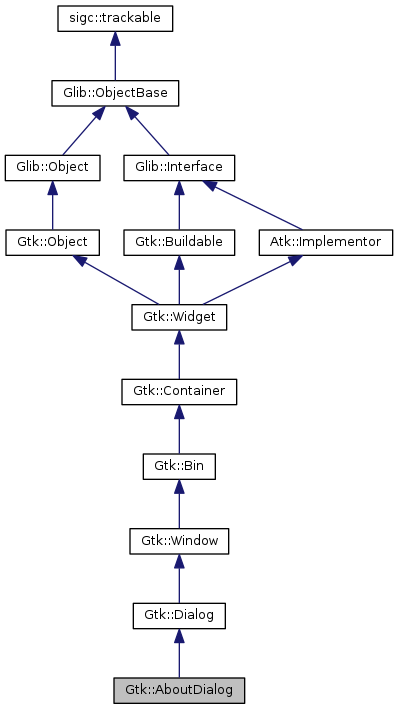 sigc::trackable
Glib::ObjectBase
Glib::Object
Glib::Interface
Gtk::Object
Gtk::Buildable
Atk::Implementor
Gtk::Widget
Gtk::Container
Gtk::Bin
Gtk::Window
Gtk::Dialog
Gtk::AboutDialog